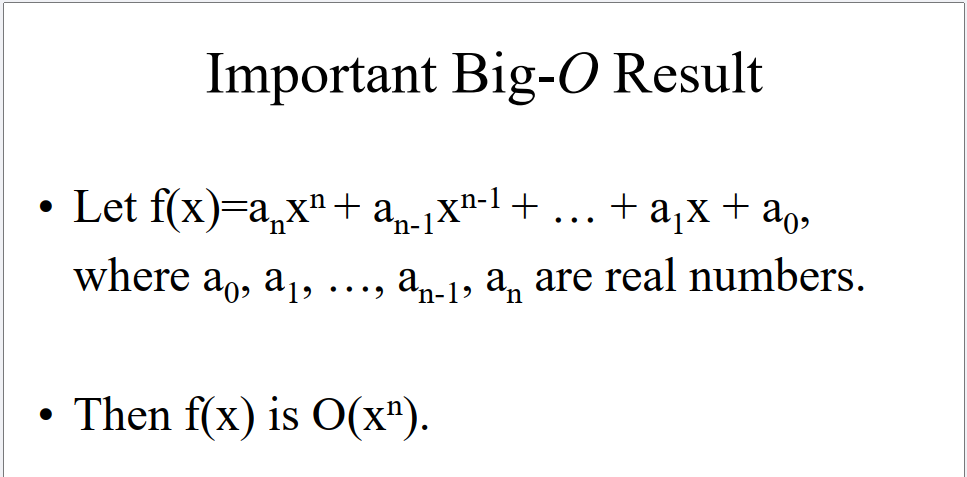 Important Big-O Result
• Let f(x)=aₙxⁿ + aₙ₋₁xⁿ⁻¹ + … + a₁x + a₀,
where a₀, a₁, …, aₙ₋₁, aₙ are real numbers.
• Then f(x) is O(xⁿ).